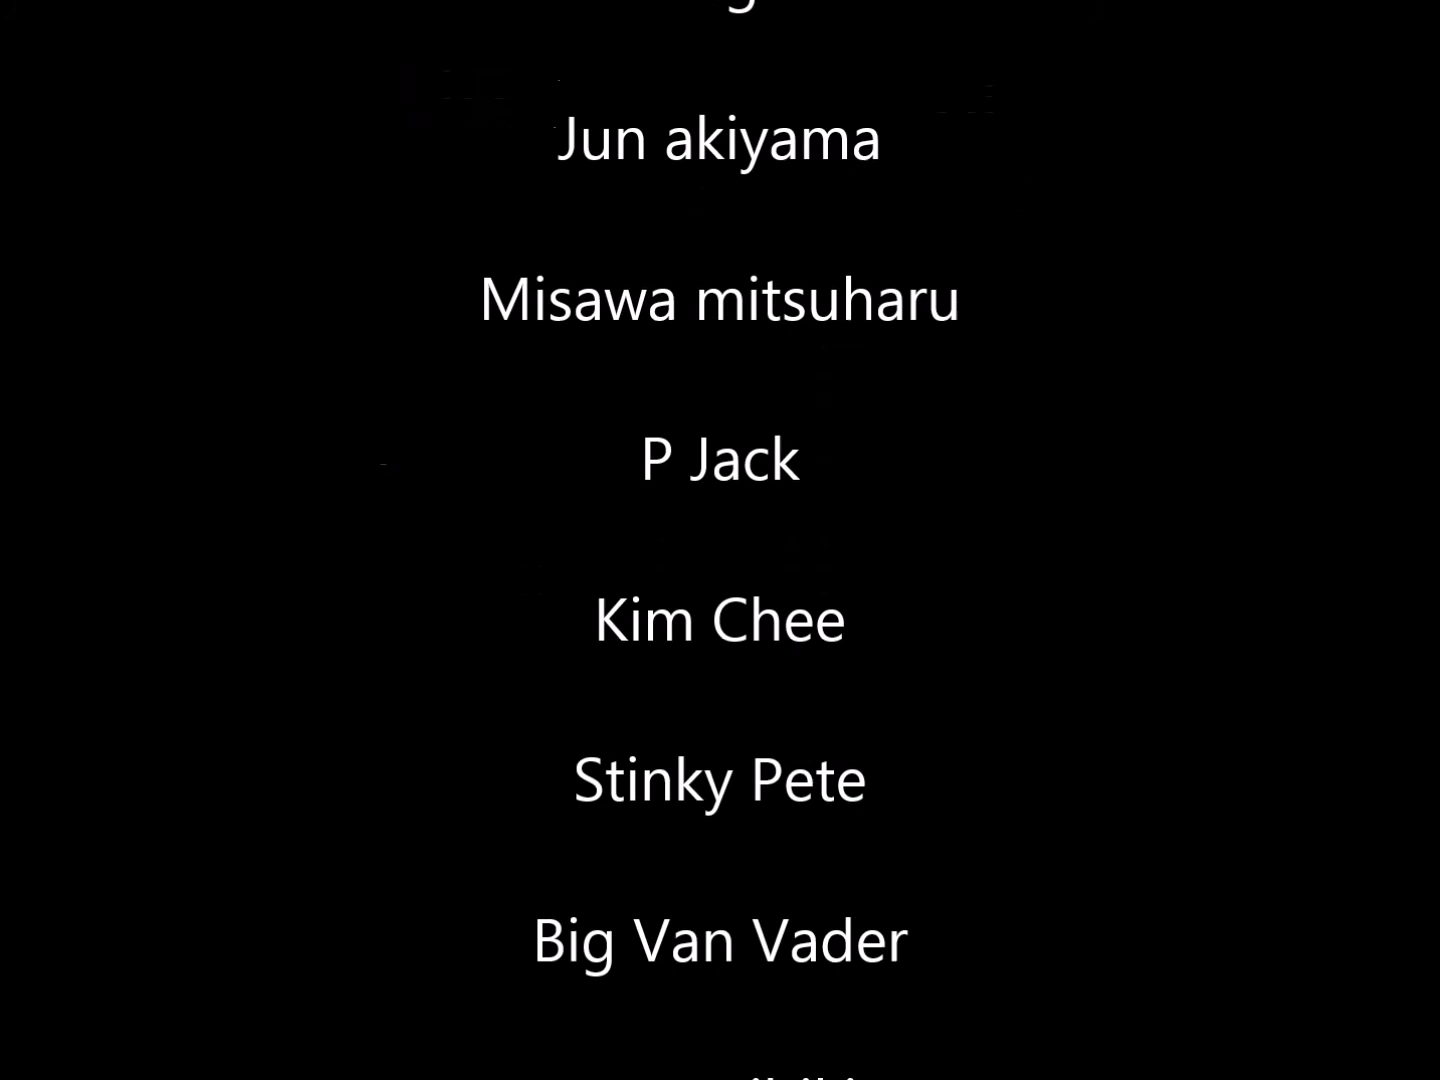 Jun akiyama
Misawa mitsuharu
P Jack
Kim Chee
Stinky Pete
Big Van Vader